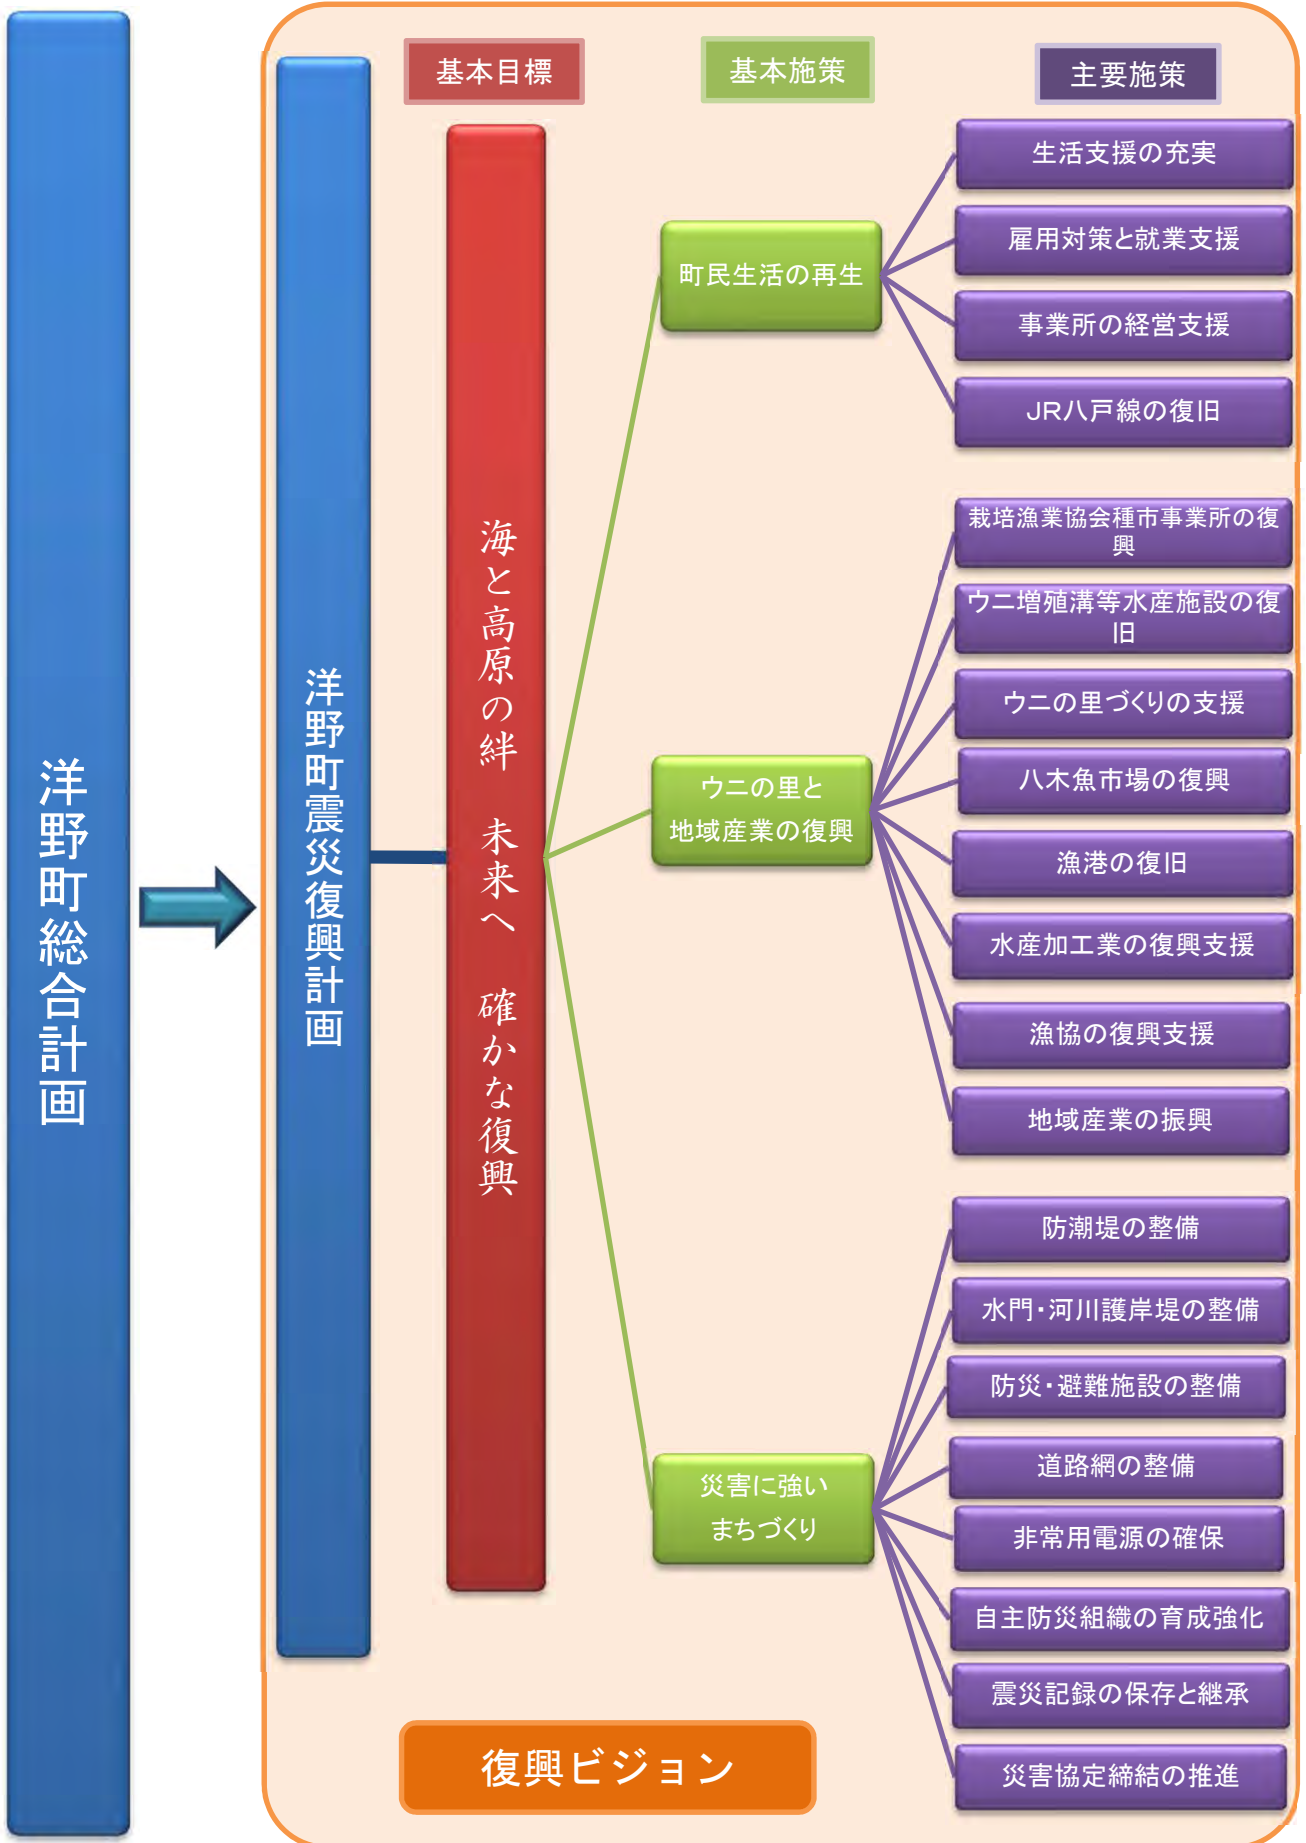 洋野町総合計画
洋野町震災復興計画
基本目標
海と高原の絆　未来へ　確かな復興
基本施策
主要施策
町民生活の再生
生活支援の充実
雇用対策と就業支援
事業所の経営支援
JR八戸線の復旧
ウニの里と
地域産業の復興
栽培漁業協会種市事業所の復
興
ウニ増殖溝等水産施設の復
旧
ウニの里づくりの支援
八木魚市場の復興
漁港の復旧
水産加工業の復興支援
漁協の復興支援
地域産業の振興
災害に強い
まちづくり
防潮堤の整備
水門・河川護岸堤の整備
防災・避難施設の整備
道路網の整備
非常用電源の確保
自主防災組織の育成強化
震災記録の保存と継承
災害協定締結の推進
復興ビジョン